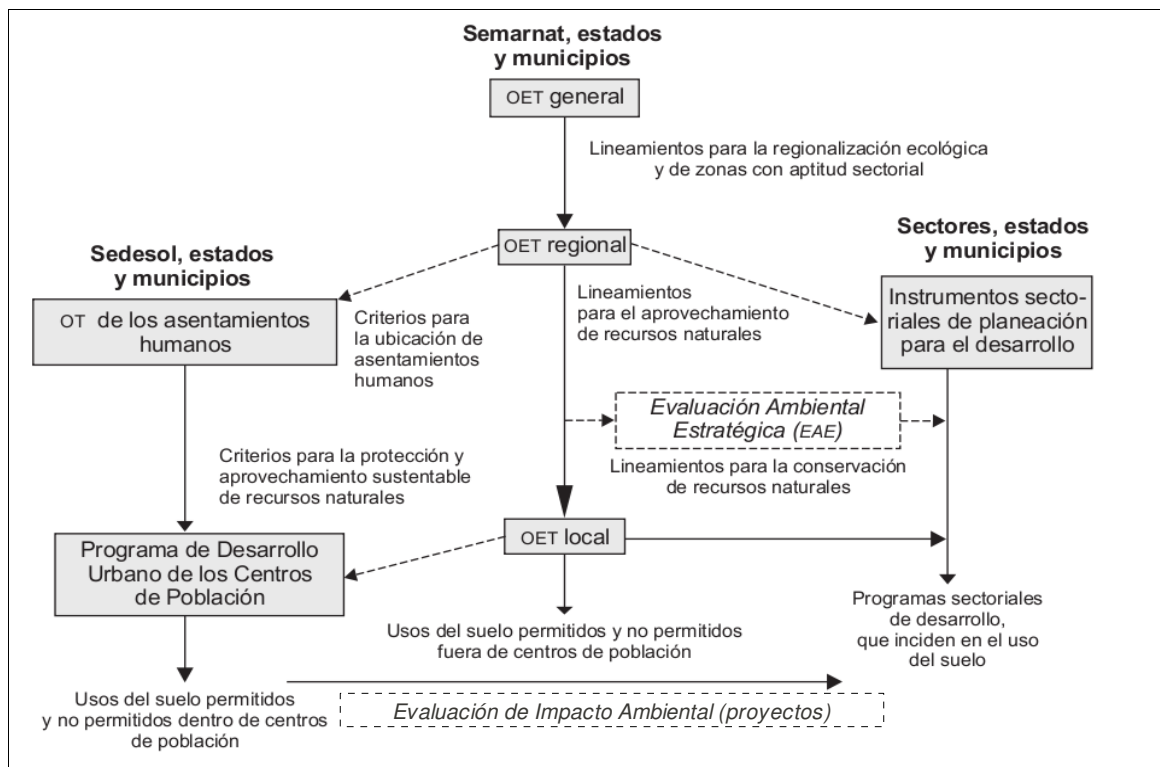 Semarnat, estados
y municipios
OET general
Lineamientos para la regionalización ecológica
y de zonas con aptitud sectorial
Sedesol, estados
y municipios
OET regional
Sectores, estados
y municipios
OT de los asentamientos
humanos
Criterios para
la ubicación de
asentamientos
humanos
Lineamientos
para el aprovechamiento
de recursos naturales
Instrumentos secto-
riales de planeación
para el desarrollo
Evaluación Ambiental
Estratégica (EAE)
Criterios para la protección y
aprovechamiento sustentable
de recursos naturales
Lineamientos para la conservación
de recursos naturales
OET local
Programa de Desarrollo
Urbano de los Centros
de Población
Usos del suelo permitidos y no permitidos
fuera de centros de población
Programas sectoriales
de desarrollo,
que inciden en el uso
del suelo
Usos del suelo permitidos
y no permitidos dentro de centros
de población
Evaluación de Impacto Ambiental (proyectos)